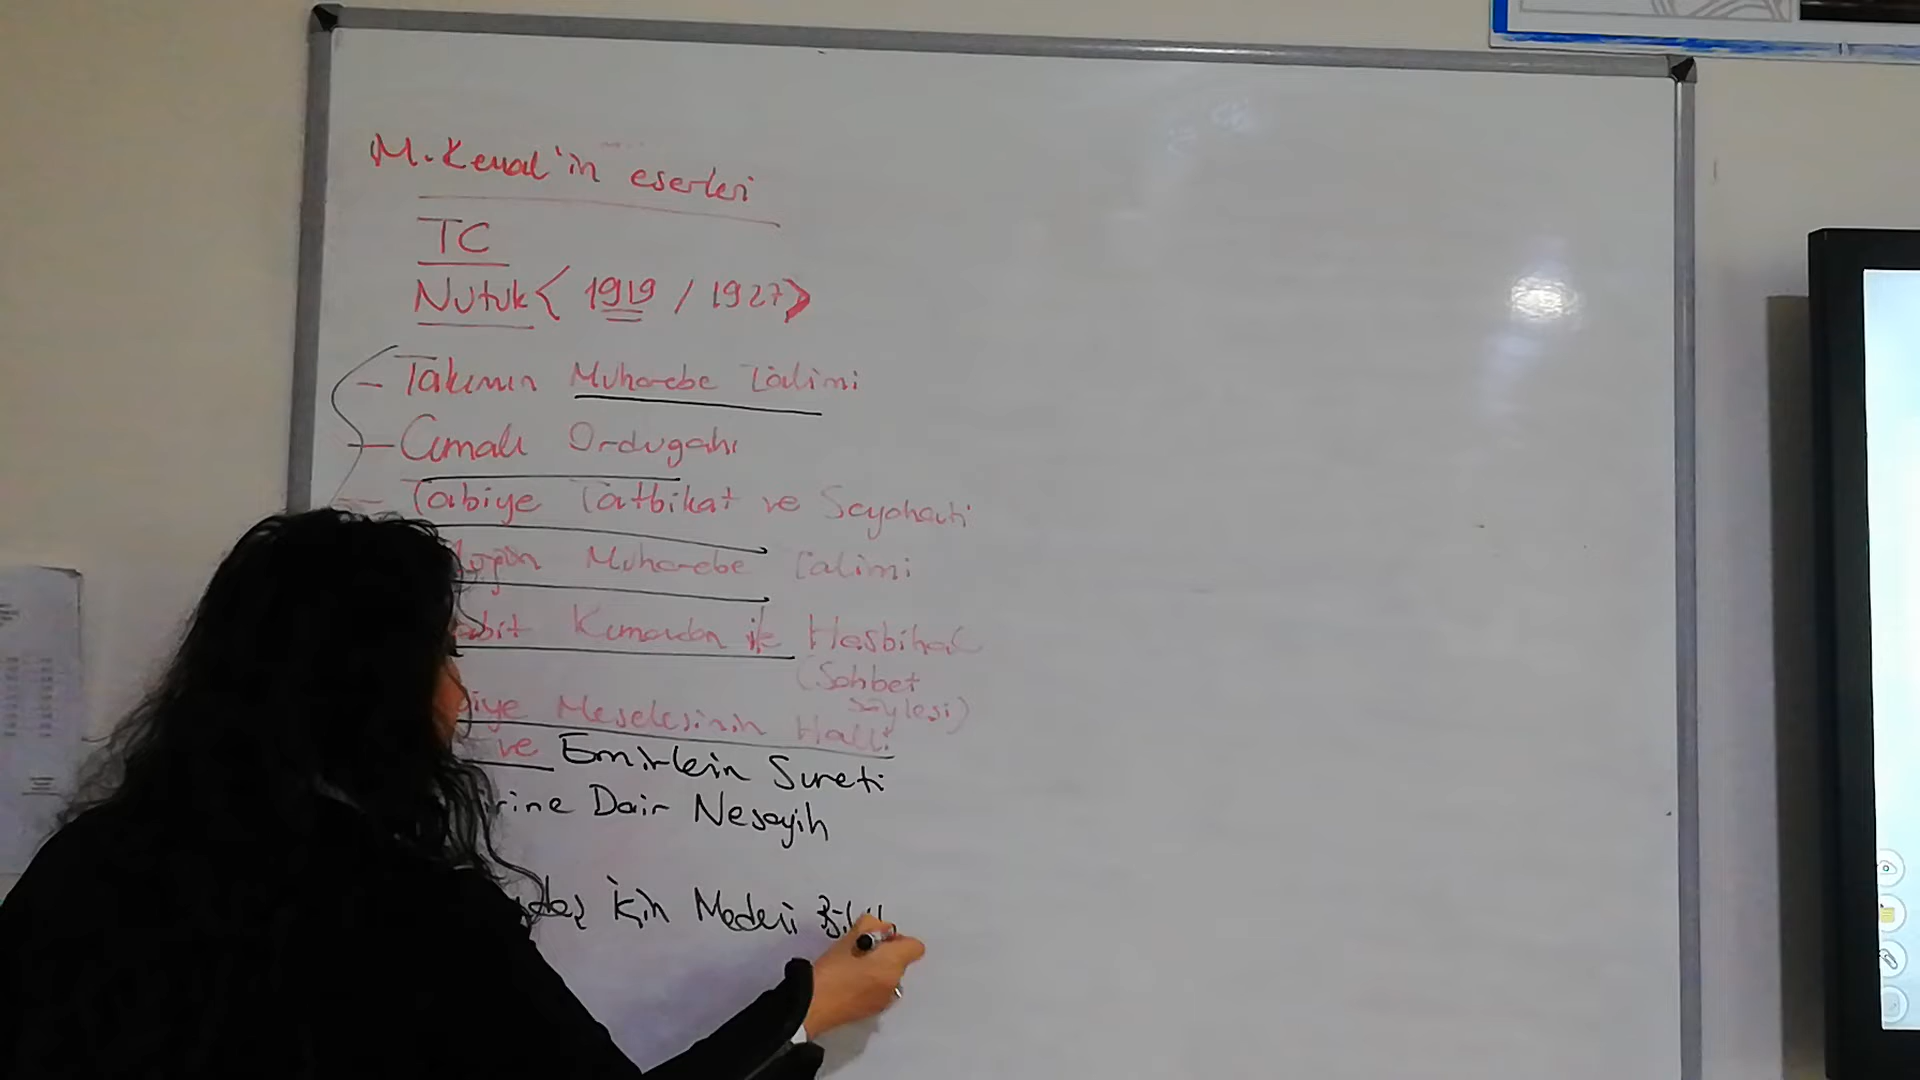 M. Kemal'in eserleri
TC
Nutuk < 1919 / 1927 >
- Takımın Muharebe Talimi
- Cumalı Ordugahı
- Tabiye Tatbikat ve Seyahati
Muharebe Talimi
Kumandan ile Hasbihal
(Sohbet
söyleşi)
Meselesinin Halli
ve Emirlerin Sureti
Dair Nesayih
için Medeni